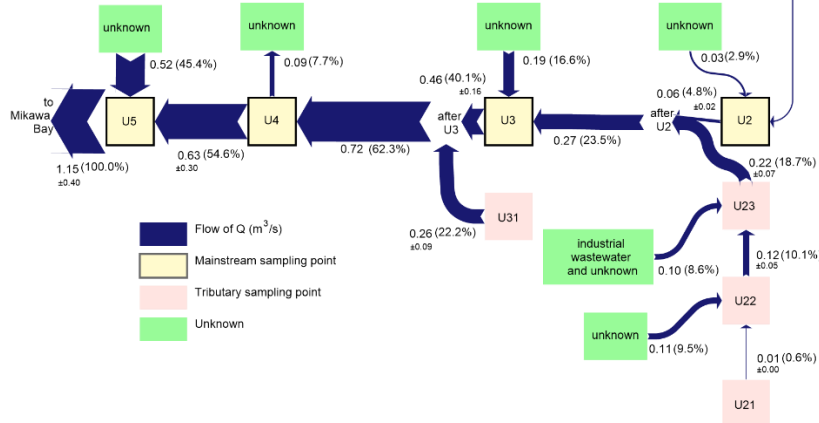 unknown
unknown
unknown
unknown
0.52 (45.4%)
0.09 (7.7%)
0.19 (16.6%)
0.03 (2.9%)
0.46 (40.1%)
±0.16
0.06 (4.8%)
±0.02
to
Mikawa
Bay
U5
U4
after
U3
U3
after
U2
U2
1.15 (100.0%)
±0.40
0.63 (54.6%)
±0.30
0.72 (62.3%)
0.27 (23.5%)
0.22 (18.7%)
±0.07
U31
U23
0.26 (22.2%)
±0.09
Flow of Q (m³/s)
Mainstream sampling point
Tributary sampling point
Unknown
industrial
wastewater
and unknown
0.10 (8.6%)
0.12 (10.1%
±0.05
U22
unknown
0.11 (9.5%)
0.01 (0.6%)
±0.00
U21